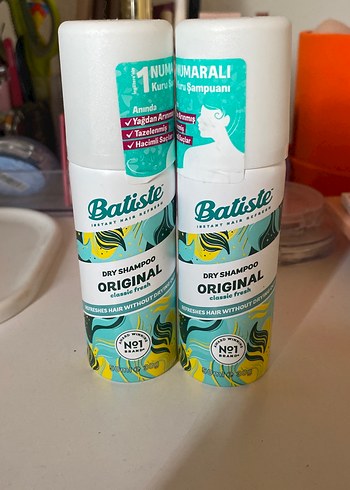 1 NUMARALI
Kuru Şampuanı
Anında
✓ Yağdan Arınmış
✓ Tazelenmiş
✓ Hacimli Saçlar
Batiste
INSTANT HAIR REFRESH
DRY SHAMPOO
ORIGINAL
classic fresh
REFRESHES HAIR WITHOUT
No1
BRAND
Batiste
INSTANT HAIR REFRESH
DRY SHAMPOO
ORIGINAL
classic fresh
REFRESHES HAIR WITHOUT
No1
BRAND